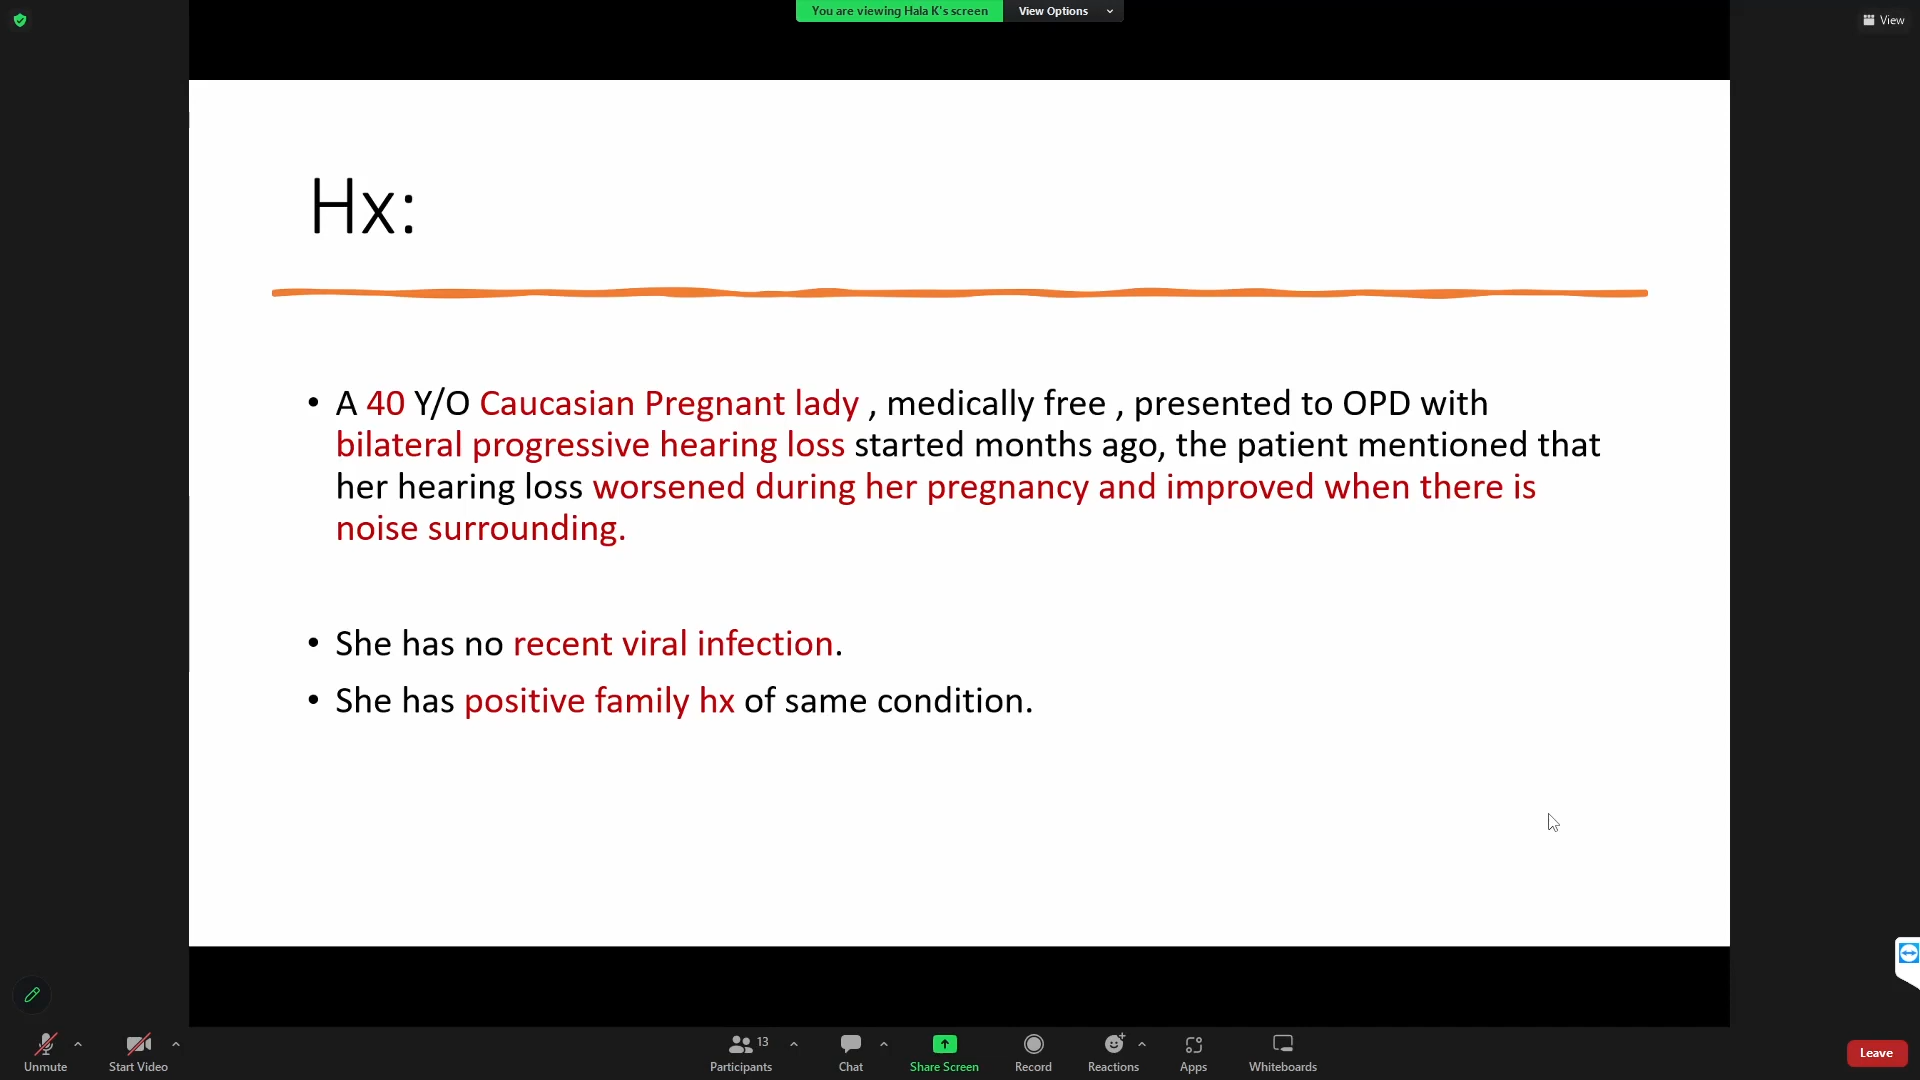 You are viewing Hala K's screen
View Options
View
Hx:
• A 40 Y/O Caucasian Pregnant lady , medically free , presented to OPD with
bilateral progressive hearing loss started months ago, the patient mentioned that
her hearing loss worsened during her pregnancy and improved when there is
noise surrounding.
• She has no recent viral infection.
• She has positive family hx of same condition.
13
Unmute
Start Video
Participants
Chat
Share Screen
Record
Reactions
Apps
Whiteboards
Leave